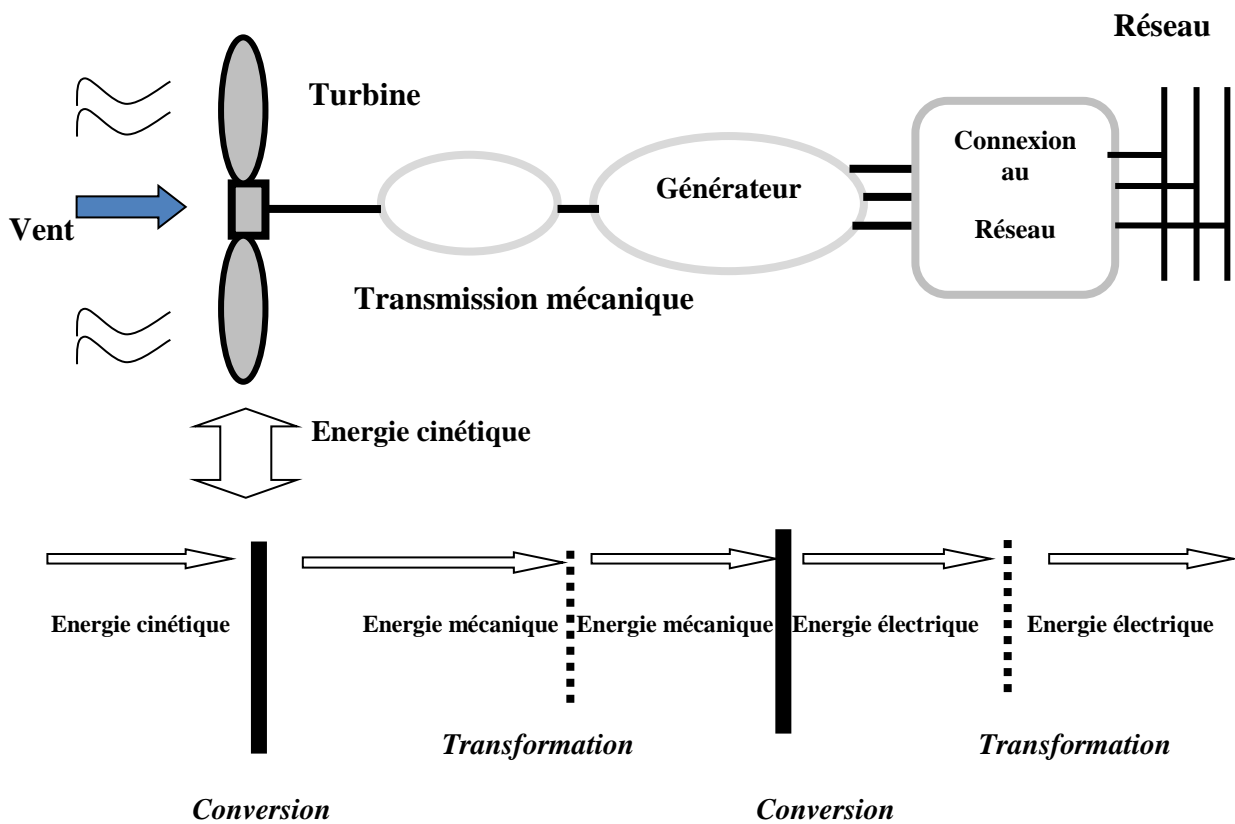 Réseau
Turbine
Connexion
au
Réseau
Générateur
Vent
Transmission mécanique
Energie cinétique
Energie cinétique
Energie mécanique
Energie mécanique
Energie électrique
Energie électrique
Transformation
Transformation
Conversion
Conversion